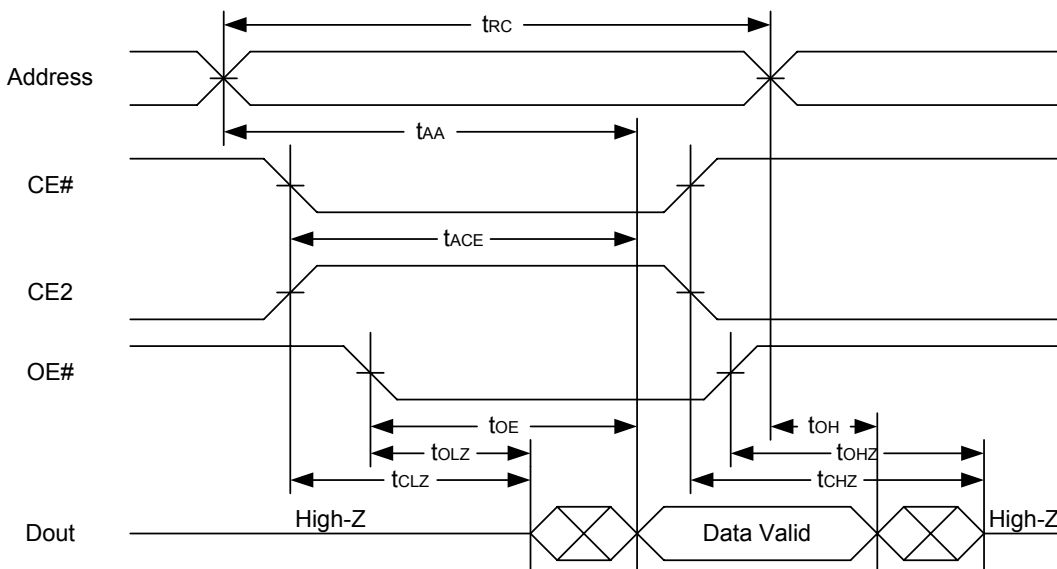 tRC
Address
tAA
CE#
tACE
CE2
OE#
tOE
tOH
tOLZ
tOHZ
tCLZ
tCHZ
High-Z
Data Valid
High-Z
Dout